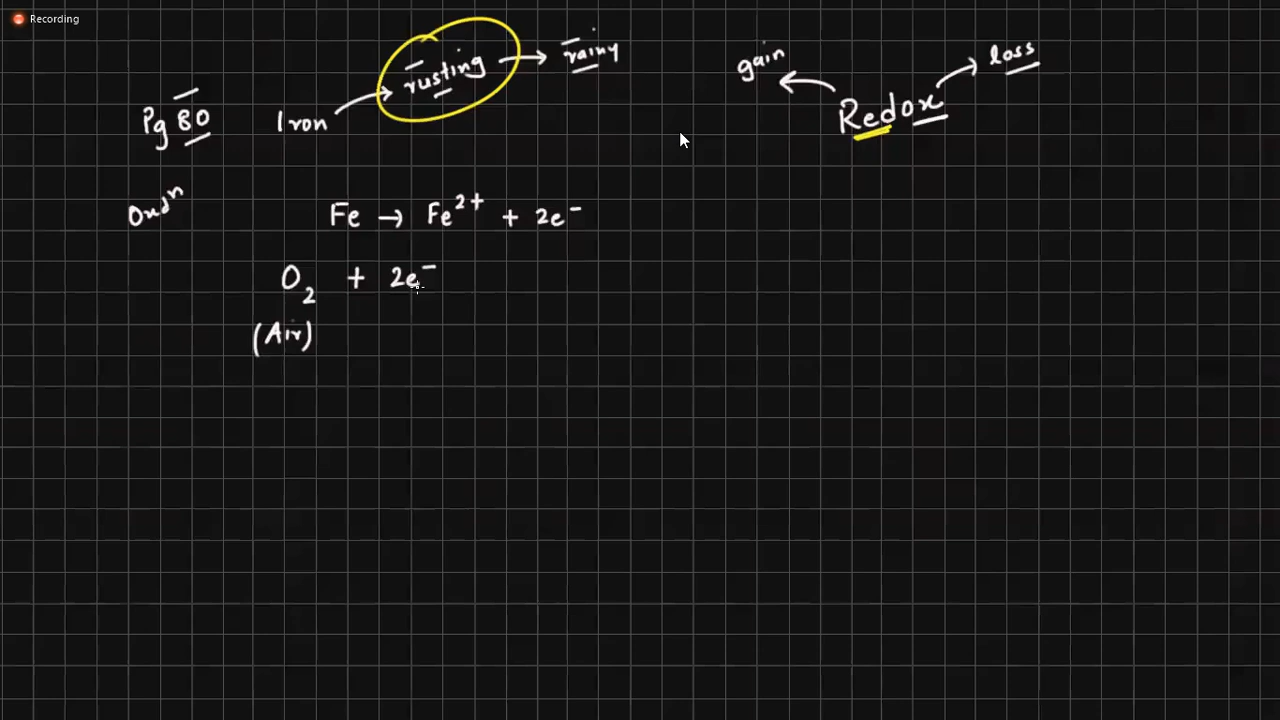 Recording
Pg 80 Iron → rusting → rainy
gain ← Redox → loss
Oxdⁿ Fe → Fe²⁺ + 2e⁻
O₂ + 2e⁻
(Air)